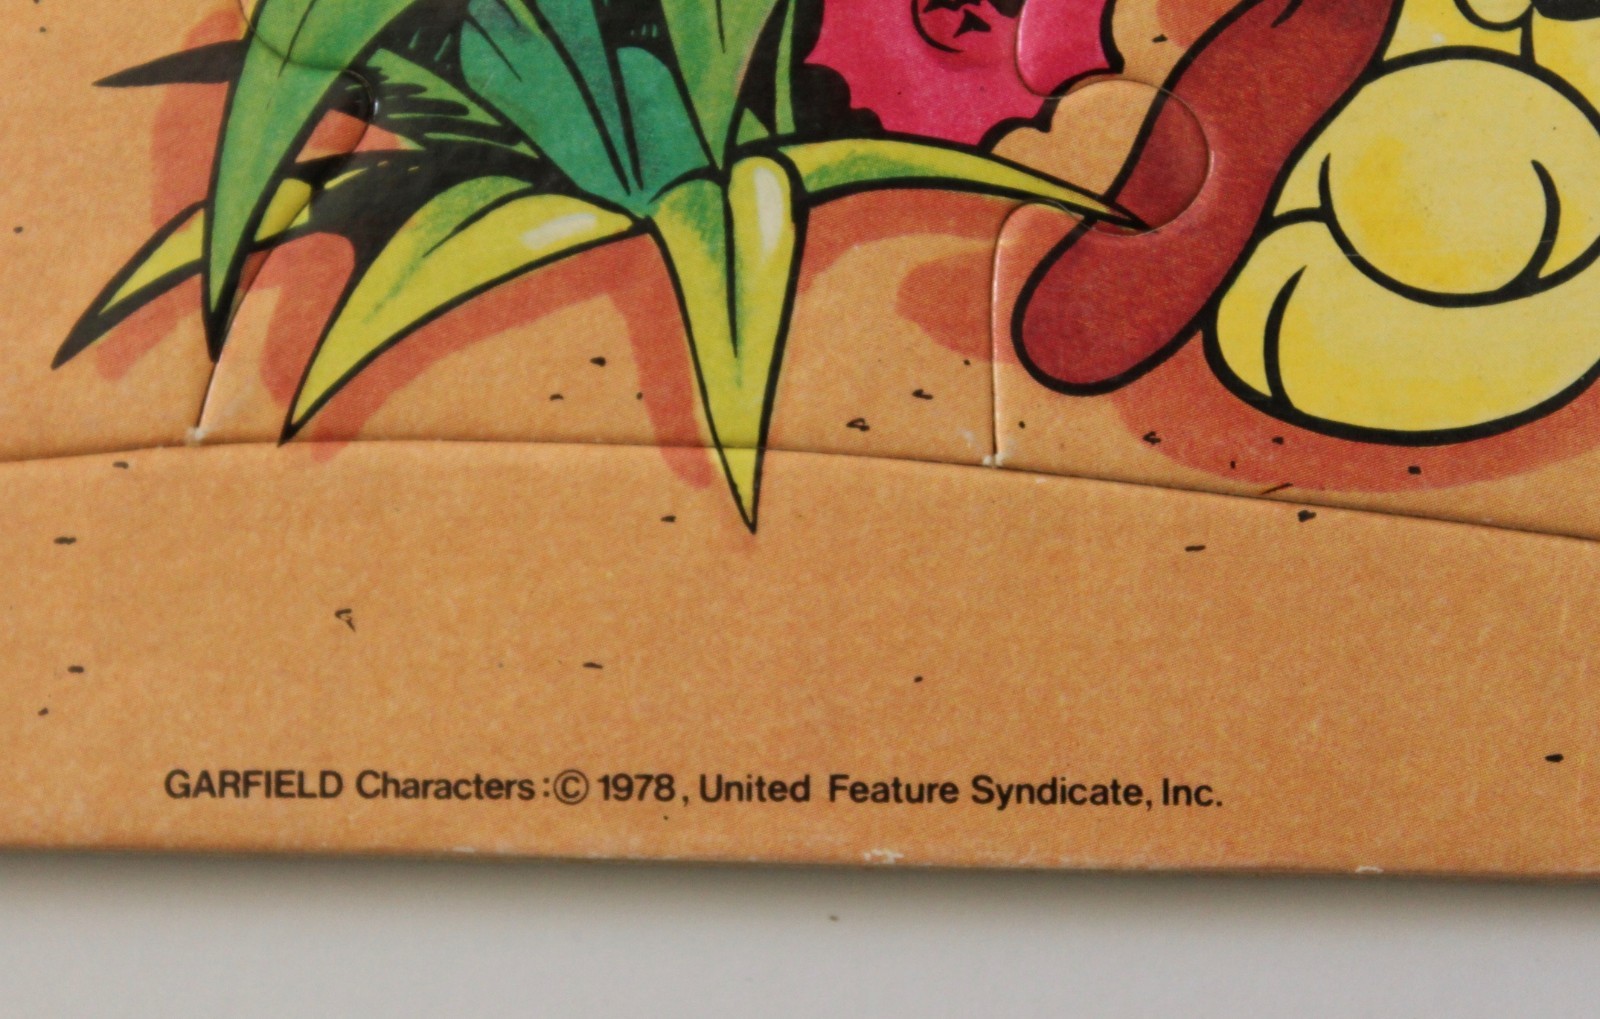 GARFIELD Characters:© 1978, United Feature Syndicate, Inc.